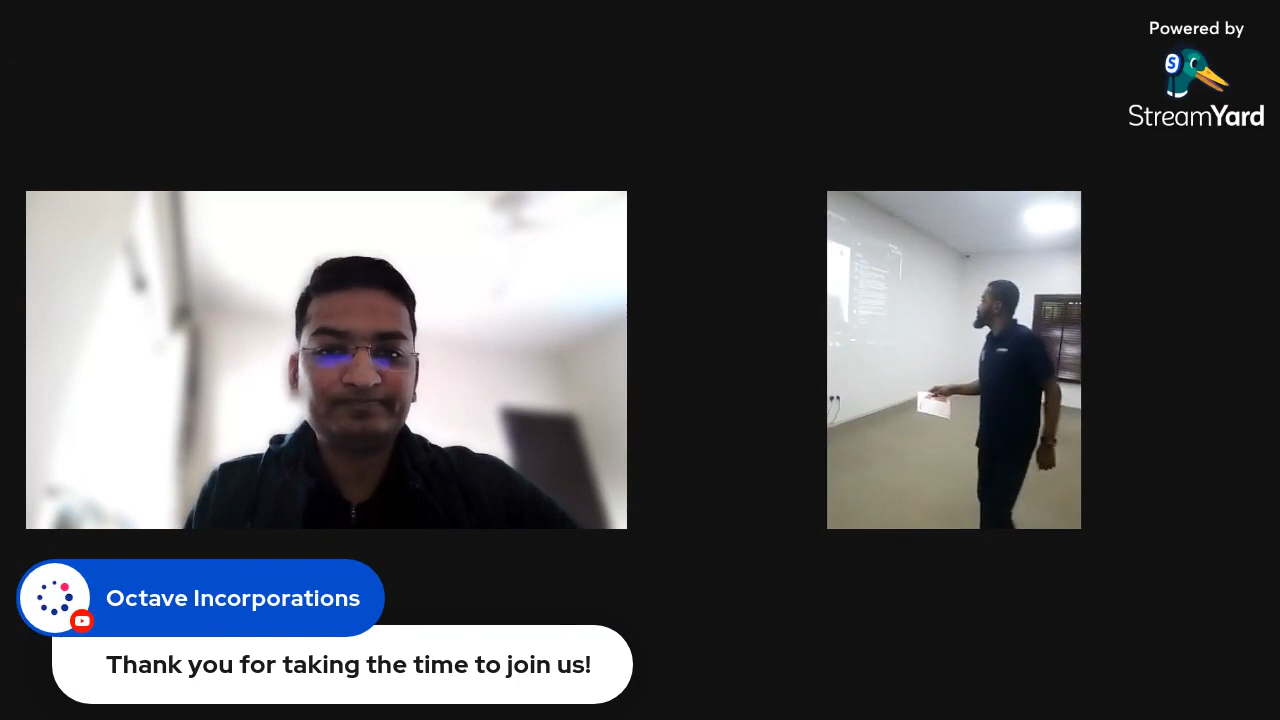 Powered by
StreamYard
Octave Incorporations
Thank you for taking the time to join us!